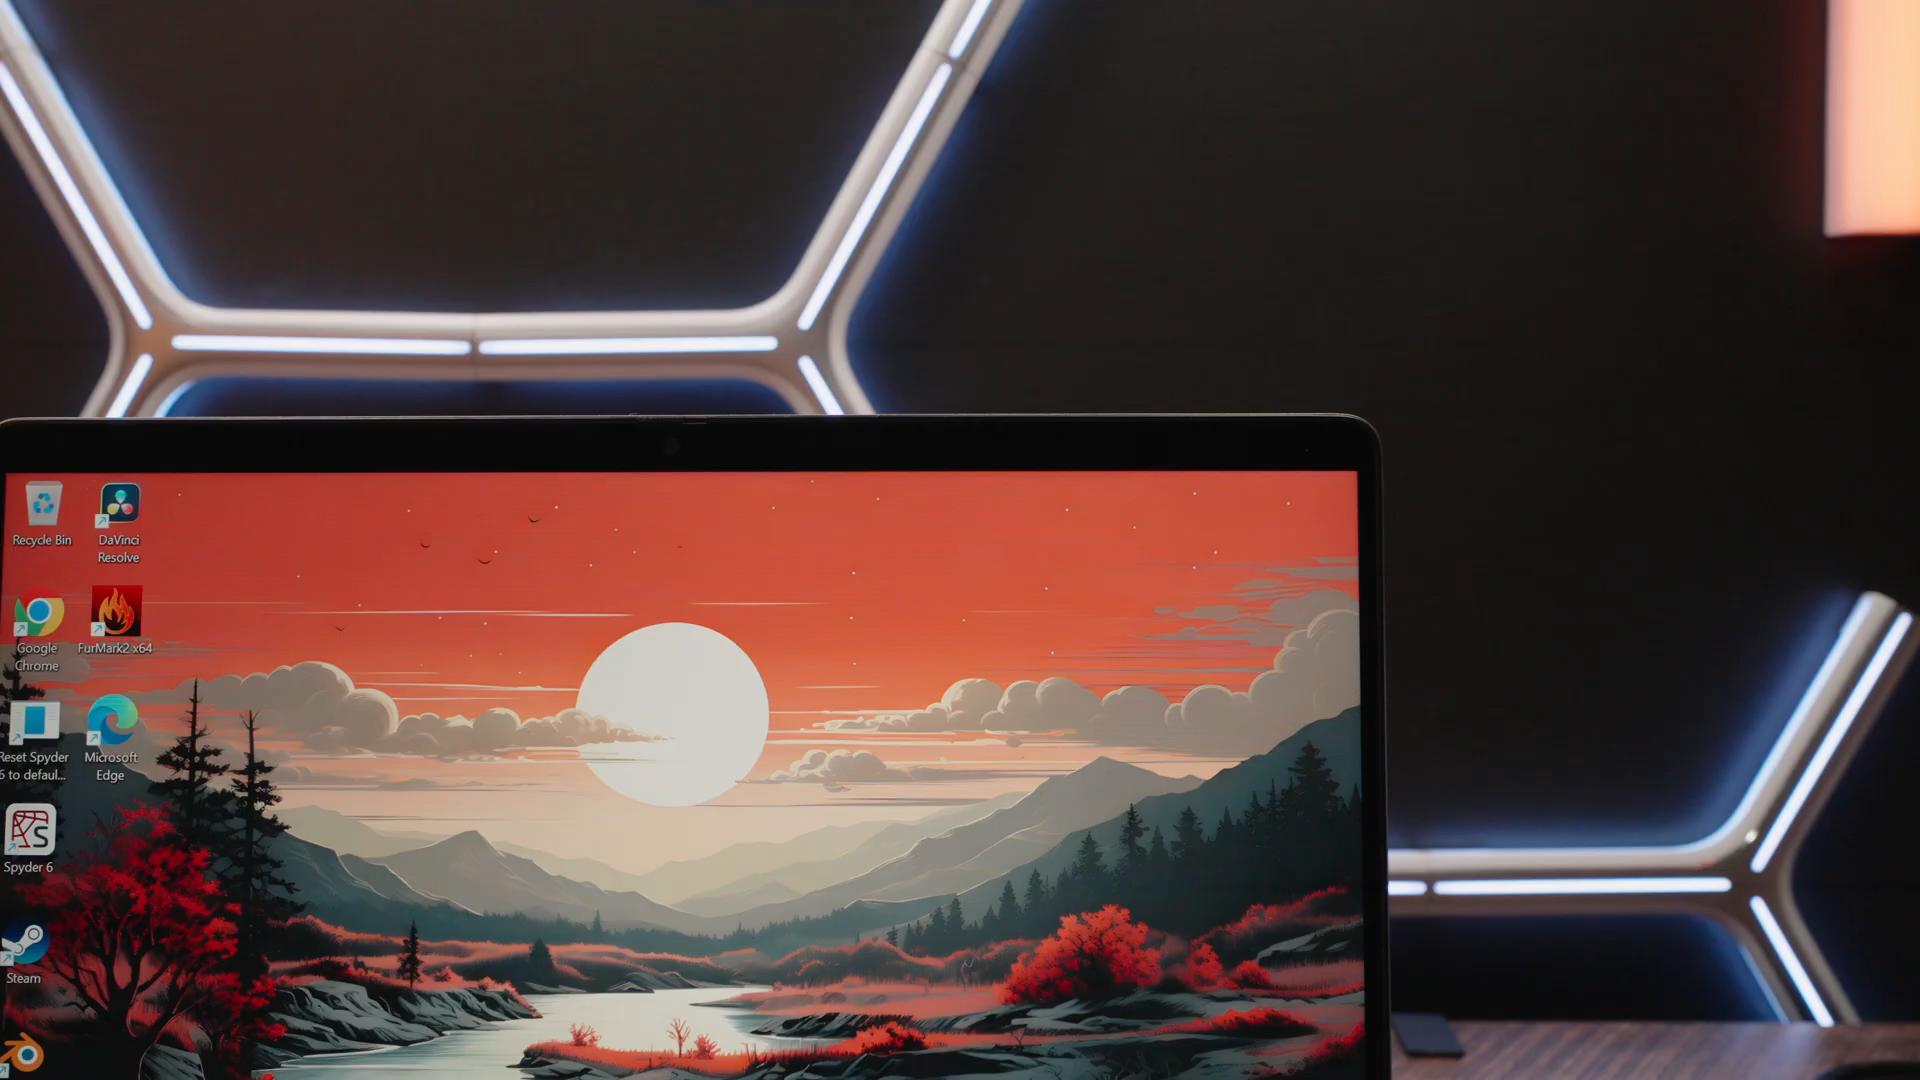 Recycle Bin
DaVinci
Resolve
Google
Chrome
FurMark2 x64
Reset Spyder
6 to defaul...
Microsoft
Edge
Spyder 6
Steam